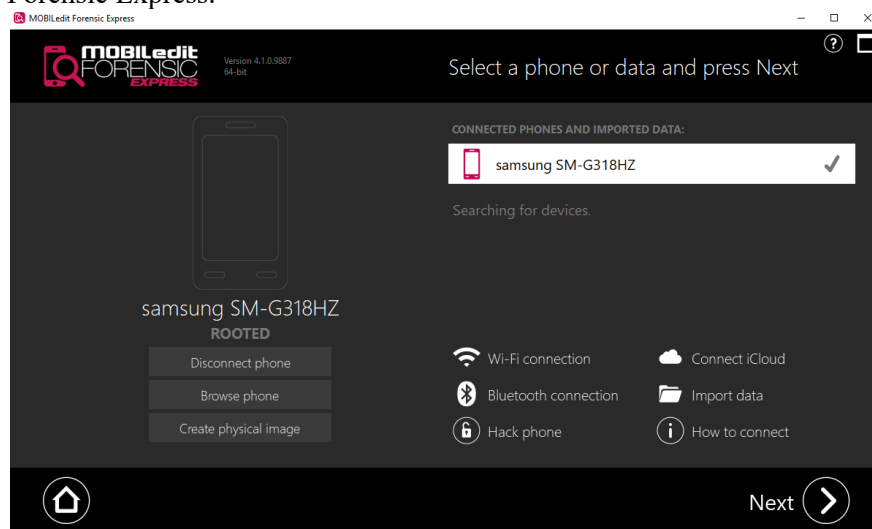 Forensic Express.
MOBILedit Forensic Express
mOBILedit
FORENSIC
EXPRESS
Version 4.1.0.9887
64-bit
Select a phone or data and press Next
?
CONNECTED PHONES AND IMPORTED DATA:
samsung SM-G318HZ
Searching for devices.
samsung SM-G318HZ
ROOTED
Disconnect phone
Browse phone
Create physical image
Wi-Fi connection
Connect iCloud
Bluetooth connection
Import data
Hack phone
How to connect
Next